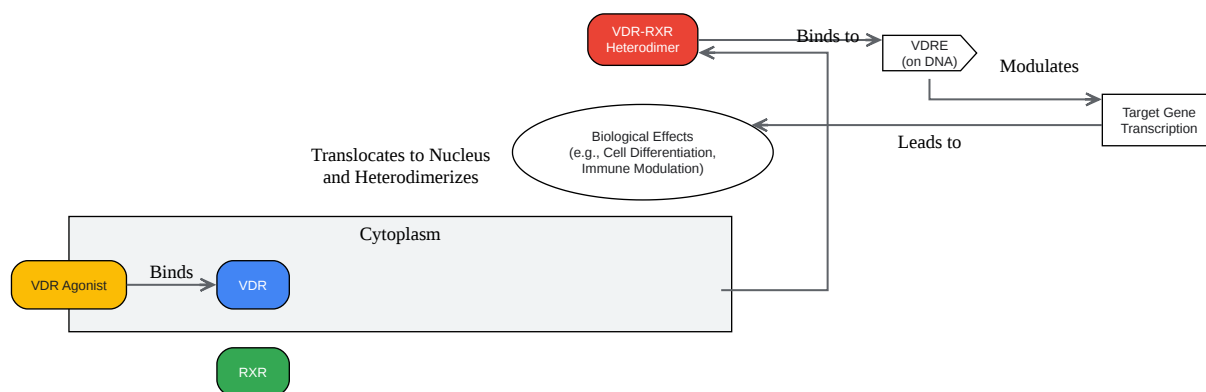 VDR-RXR
Heterodimer
Binds to
VDRE
(on DNA)
Modulates
Target Gene
Transcription
Biological Effects
(e.g., Cell Differentiation,
Immune Modulation)
Leads to
Translocates to Nucleus
and Heterodimerizes
Cytoplasm
VDR Agonist
Binds
VDR
RXR